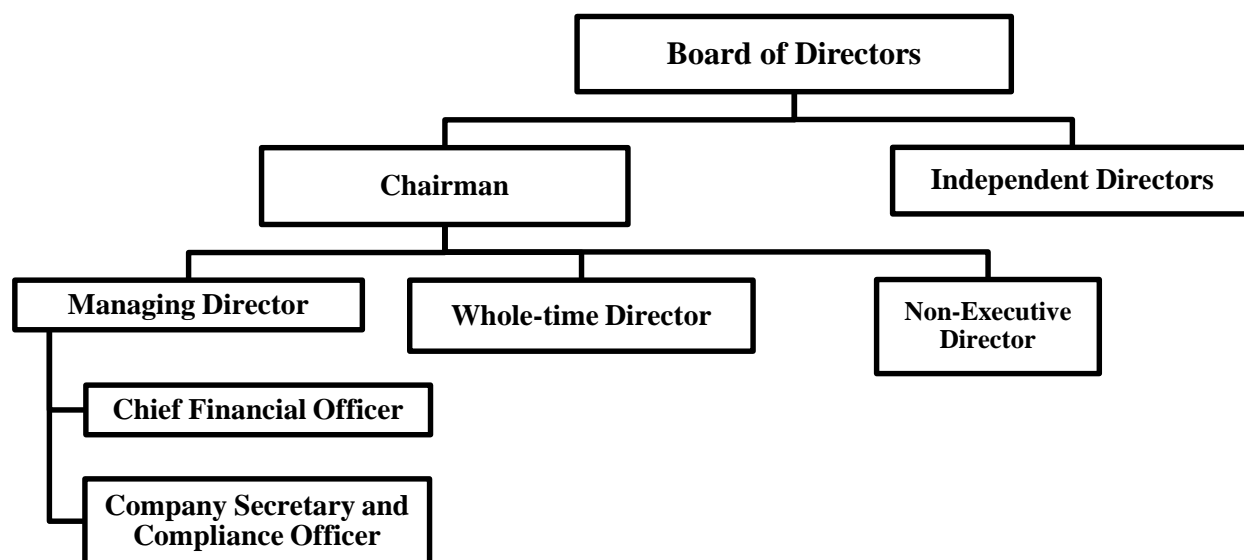 Board of Directors
Chairman
Independent Directors
Managing Director
Whole-time Director
Non-Executive
Director
Chief Financial Officer
Company Secretary and
Compliance Officer